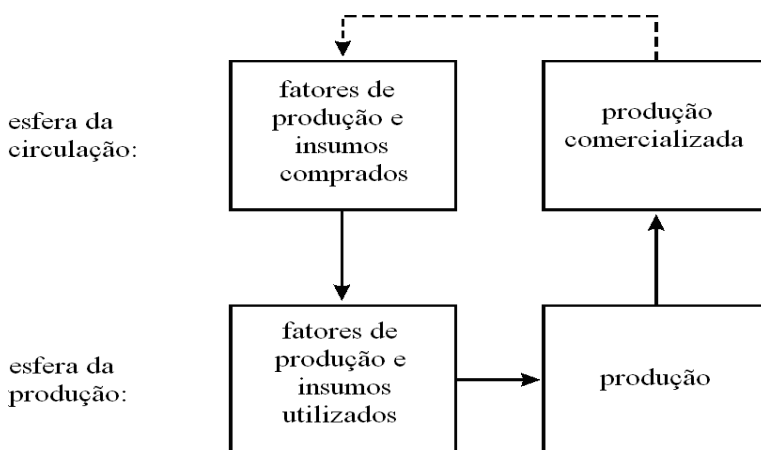 esfera da
circulação:
fatores de
produção e
insumos
comprados
produção
comercializada
esfera da
produção:
fatores de
produção e
insumos
utilizados
produção